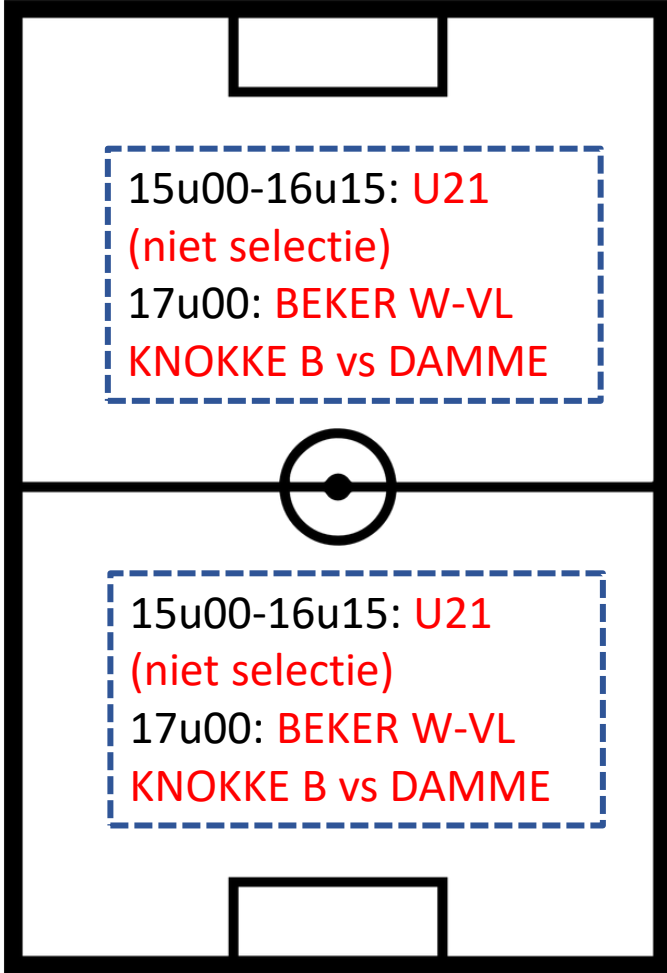 15u00-16u15: U21
(niet selectie)
17u00: BEKER W-VL
KNOKKE B vs DAMME
15u00-16u15: U21
(niet selectie)
17u00: BEKER W-VL
KNOKKE B vs DAMME